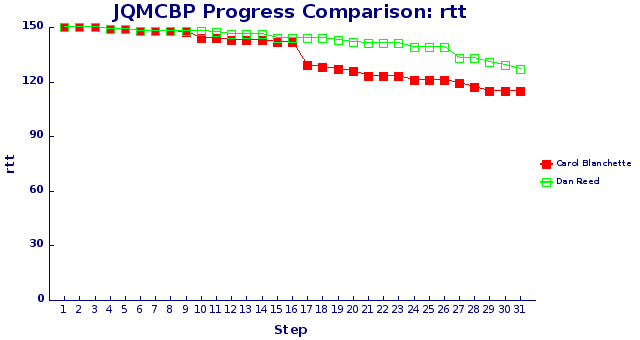 JQMCBP Progress Comparison: rtt
150
120
90
60
30
0
rtt
1 2 3 4 5 6 7 8 9 10 11 12 13 14 15 16 17 18 19 20 21 22 23 24 25 26 27 28 29 30 31
Step
Carol Blanchette
Dan Reed